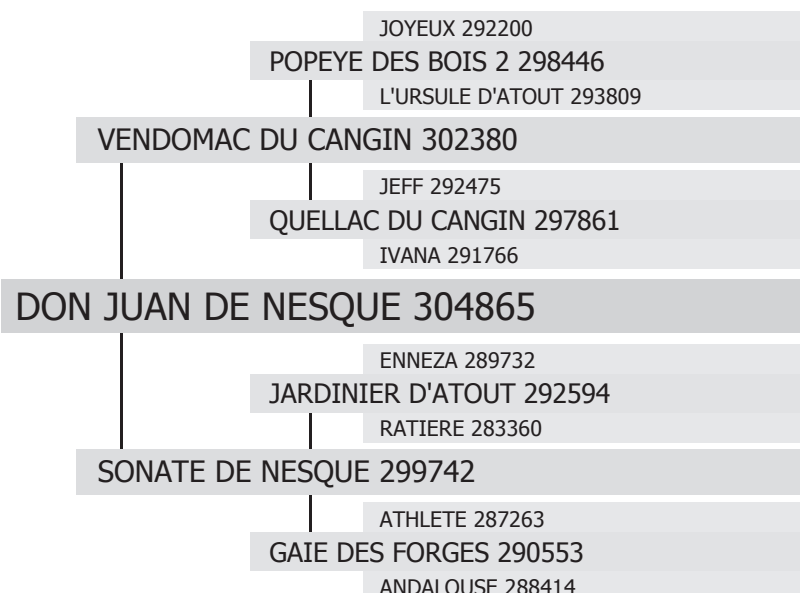 JOYEUX 292200
POPEYE DES BOIS 2 298446
L'URSULE D'ATOUT 293809
VENDOMAC DU CANGIN 302380
JEFF 292475
QUELLAC DU CANGIN 297861
IVANA 291766
DON JUAN DE NESQUE 304865
ENNEZA 289732
JARDINIER D'ATOUT 292594
RATIERE 283360
SONATE DE NESQUE 299742
ATHLETE 287263
GAIE DES FORGES 290553
ANDALOUSE 288414